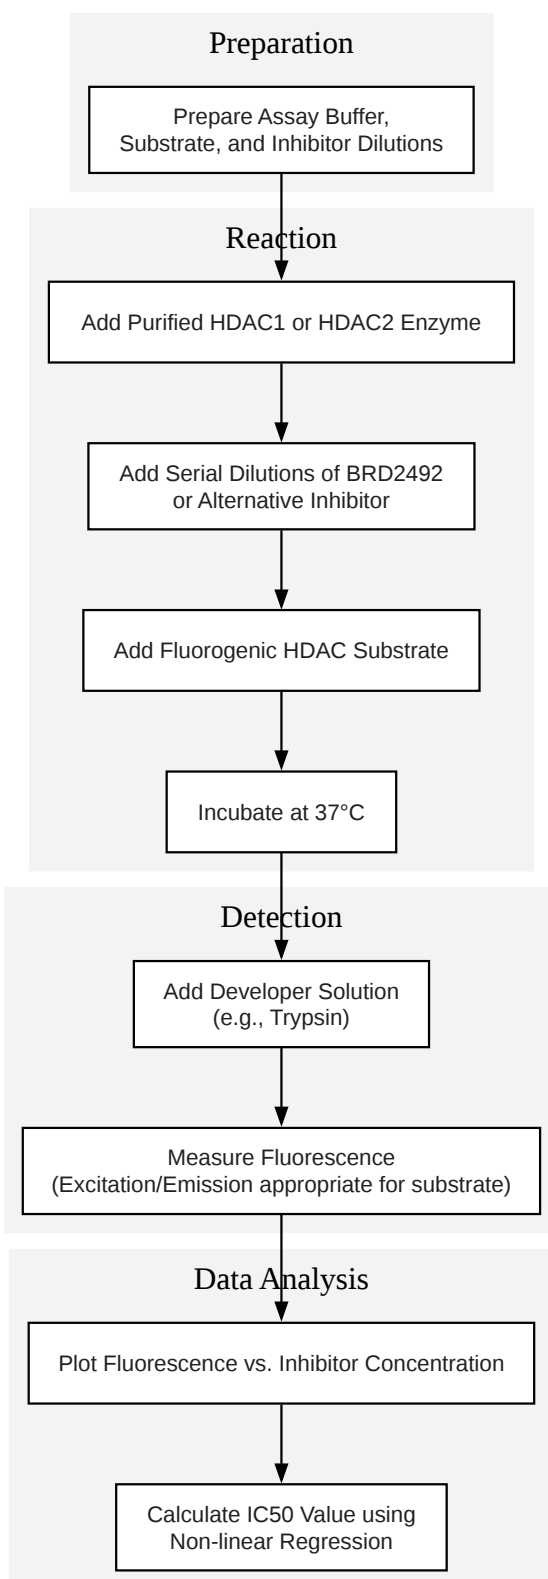 Preparation
Prepare Assay Buffer,
Substrate, and Inhibitor Dilutions
Reaction
Add Purified HDAC1 or HDAC2 Enzyme
Add Serial Dilutions of BRD2492
or Alternative Inhibitor
Add Fluorogenic HDAC Substrate
Incubate at 37°C
Detection
Add Developer Solution
(e.g., Trypsin)
Measure Fluorescence
(Excitation/Emission appropriate for substrate)
Data Analysis
Plot Fluorescence vs. Inhibitor Concentration
Calculate IC50 Value using
Non-linear Regression